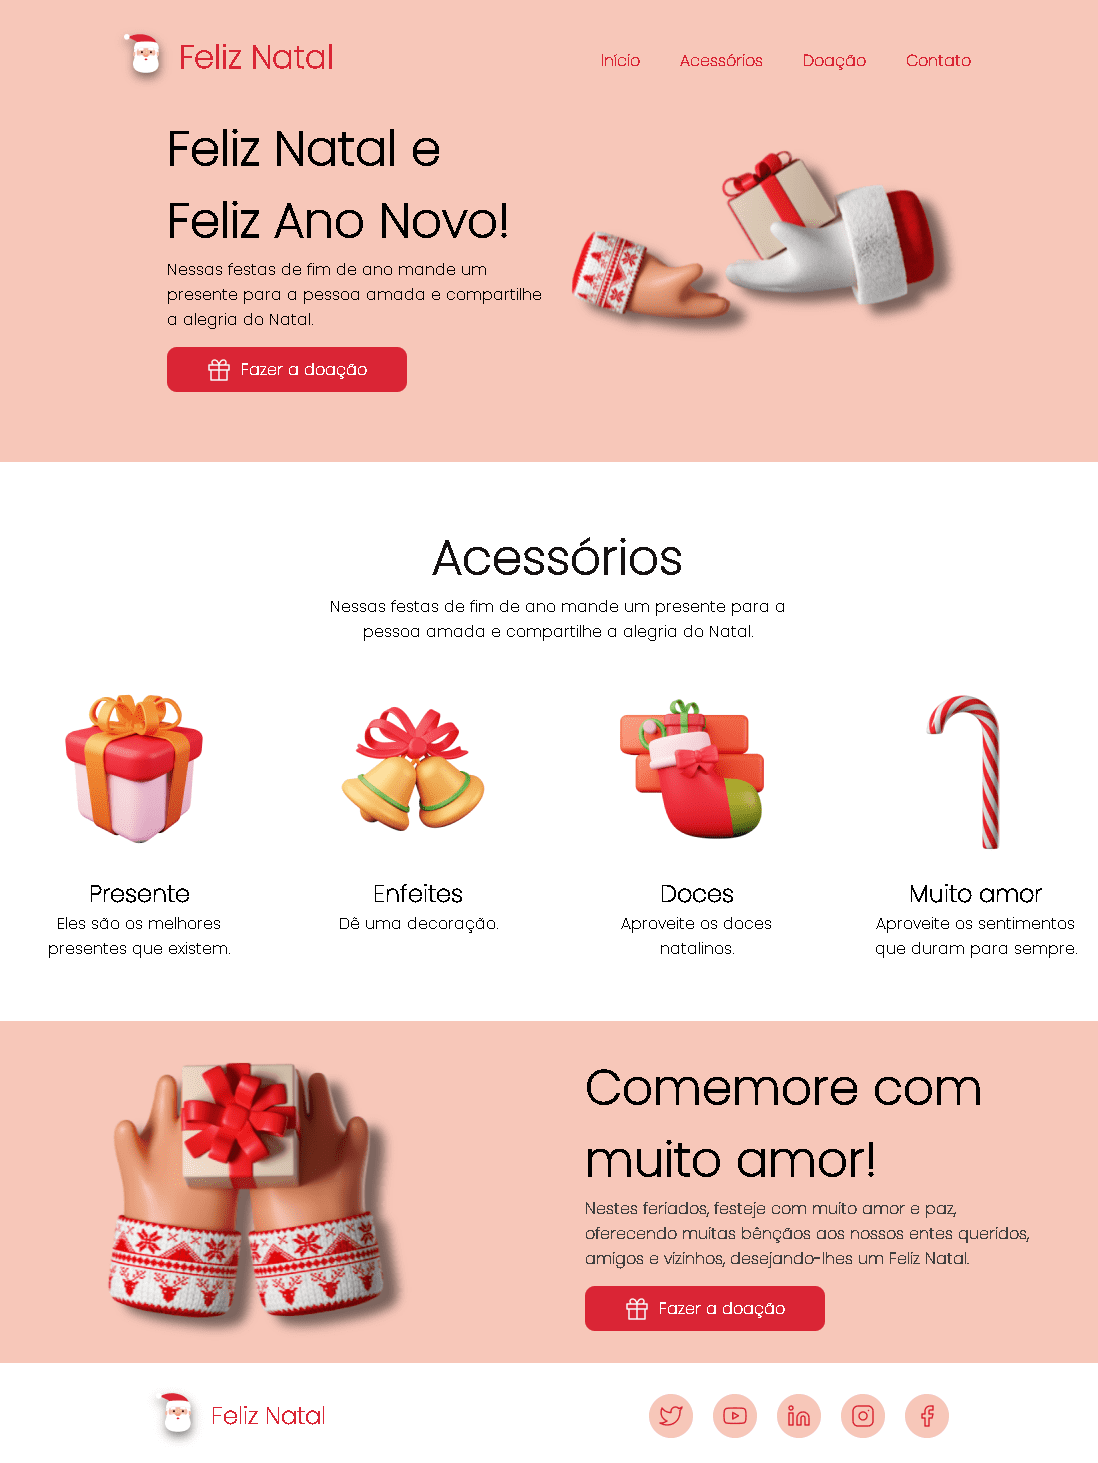 Feliz Natal
Início Acessórios Doação Contato
Feliz Natal e
Feliz Ano Novo!
Nessas festas de fim de ano mande um
presente para a pessoa amada e compartilhe
a alegria do Natal.
Fazer a doação
Acessórios
Nessas festas de fim de ano mande um presente para a
pessoa amada e compartilhe a alegria do Natal.
Presente
Eles são os melhores
presentes que existem.
Enfeites
Dê uma decoração.
Doces
Aproveite os doces
natalinos.
Muito amor
Aproveite os sentimentos
que duram para sempre.
Comemore com
muito amor!
Nestes feriados, festeje com muito amor e paz,
oferecendo muitas bênçãos aos nossos entes queridos,
amigos e vizinhos, desejando-lhes um Feliz Natal.
Fazer a doação
Feliz Natal